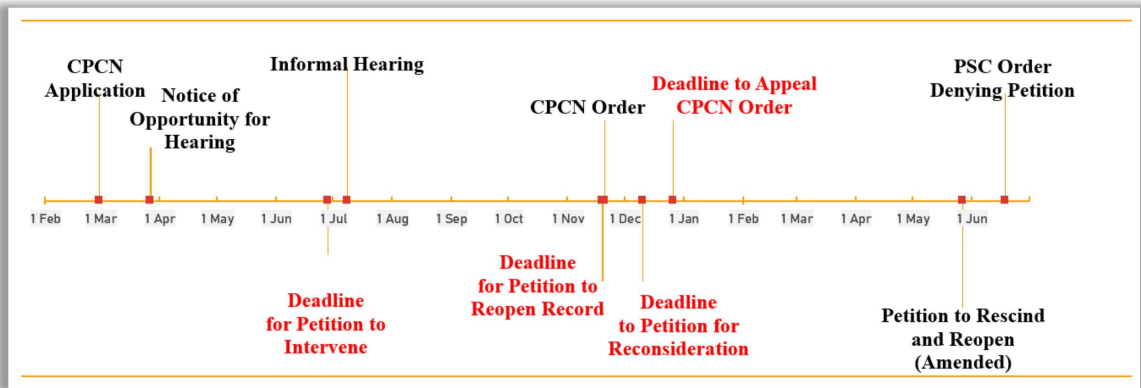 CPCN
Application
Notice of
Opportunity for
Hearing
Informal Hearing
CPCN Order
Deadline to Appeal
CPCN Order
PSC Order
Denying Petition
1 Feb
1 Mar
1 Apr
1 May
1 Jun
1 Jul
1 Aug
1 Sep
1 Oct
1 Nov
1 Dec
1 Jan
1 Feb
1 Mar
1 Apr
1 May
1 Jun
Deadline
for Petition to
Intervene
Deadline
for Petition to
Reopen Record
Deadline
to Petition for
Reconsideration
Petition to Rescind
and Reopen
(Amended)